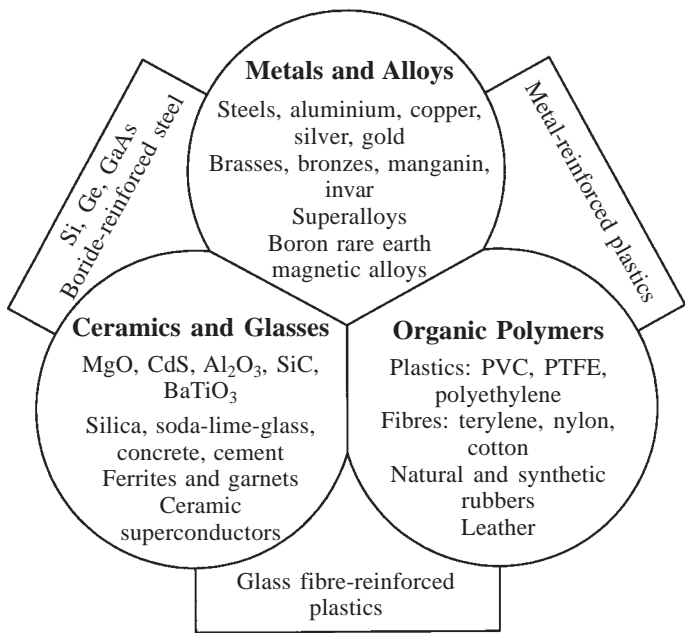 Metals and Alloys
Steels, aluminium, copper,
silver, gold
Brasses, bronzes, manganin,
invar
Superalloys
Boron rare earth
magnetic alloys
Si, Ge, GaAs
Boride-reinforced steel
Metal-reinforced plastics
Ceramics and Glasses
MgO, CdS, Al₂O₃, SiC,
BaTiO₃
Silica, soda-lime-glass,
concrete, cement
Ferrites and garnets
Ceramic
superconductors
Organic Polymers
Plastics: PVC, PTFE,
polyethylene
Fibres: terylene, nylon,
cotton
Natural and synthetic
rubbers
Leather
Glass fibre-reinforced
plastics